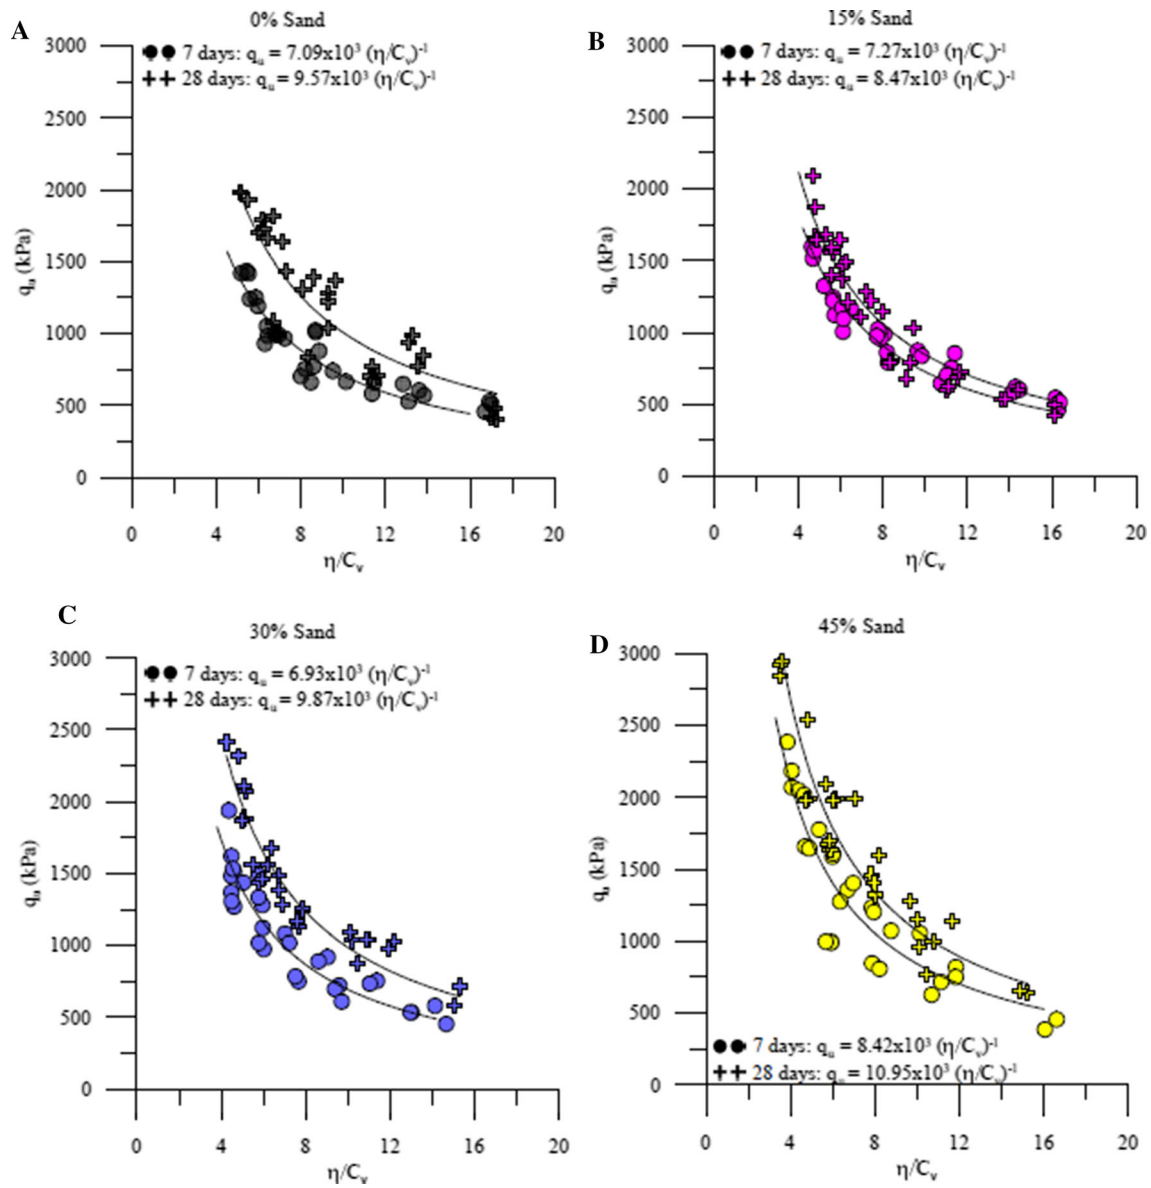 A
0% Sand
7 days: qᵤ = 7.09x10³ (η/Cᵥ)⁻¹
28 days: qᵤ = 9.57x10³ (η/Cᵥ)⁻¹
3000
2500
2000
1500
1000
500
0
qᵤ (kPa)
0 4 8 12 16 20
η/Cᵥ
B
15% Sand
7 days: qᵤ = 7.27x10³ (η/Cᵥ)⁻¹
28 days: qᵤ = 8.47x10³ (η/Cᵥ)⁻¹
3000
2500
2000
1500
1000
500
0
qᵤ (kPa)
0 4 8 12 16 20
η/Cᵥ
C
30% Sand
7 days: qᵤ = 6.93x10³ (η/Cᵥ)⁻¹
28 days: qᵤ = 9.87x10³ (η/Cᵥ)⁻¹
3000
2500
2000
1500
1000
500
0
qᵤ (kPa)
0 4 8 12 16 20
η/Cᵥ
D
45% Sand
3000
2500
2000
1500
1000
500
0
qᵤ (kPa)
7 days: qᵤ = 8.42x10³ (η/Cᵥ)⁻¹
28 days: qᵤ = 10.95x10³ (η/Cᵥ)⁻¹
0 4 8 12 16 20
η/Cᵥ